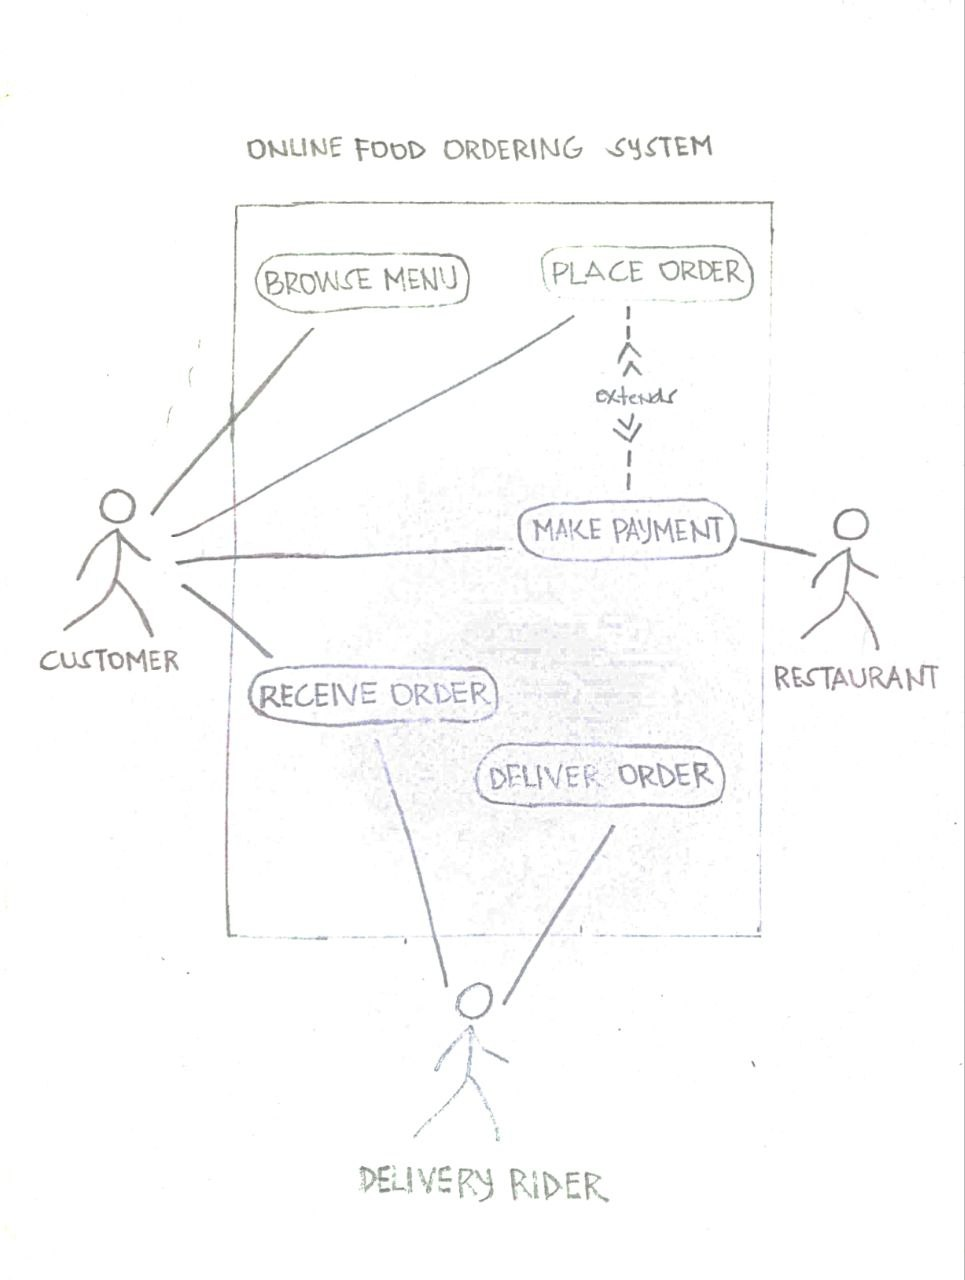 ONLINE FOOD ORDERING SYSTEM
BROWSE MENU
PLACE ORDER
extends
MAKE PAYMENT
CUSTOMER
RESTAURANT
RECEIVE ORDER
DELIVER ORDER
DELIVERY RIDER